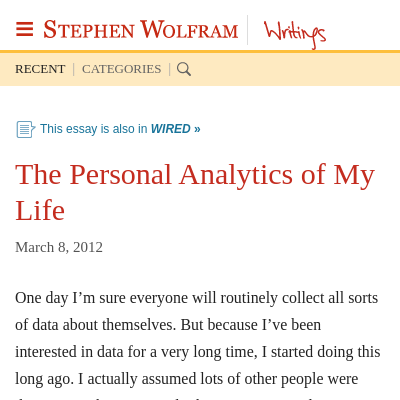 STEPHEN WOLFRAM Writings
RECENT CATEGORIES
This essay is also in WIRED »
The Personal Analytics of My
Life
March 8, 2012
One day I’m sure everyone will routinely collect all sorts
of data about themselves. But because I’ve been
interested in data for a very long time, I started doing this
long ago. I actually assumed lots of other people were